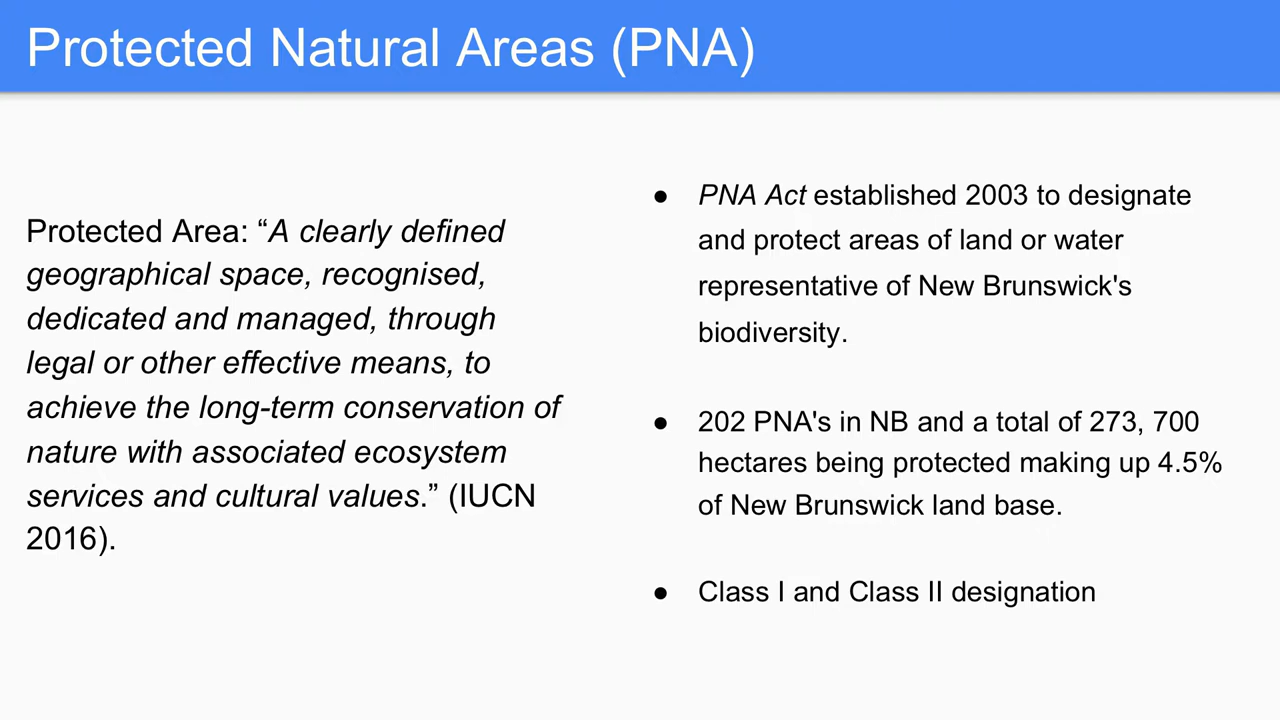 Protected Natural Areas (PNA)
Protected Area: “A clearly defined
geographical space, recognised,
dedicated and managed, through
legal or other effective means, to
achieve the long-term conservation of
nature with associated ecosystem
services and cultural values.” (IUCN
2016).
● PNA Act established 2003 to designate
and protect areas of land or water
representative of New Brunswick's
biodiversity.
● 202 PNA's in NB and a total of 273, 700
hectares being protected making up 4.5%
of New Brunswick land base.
● Class I and Class II designation